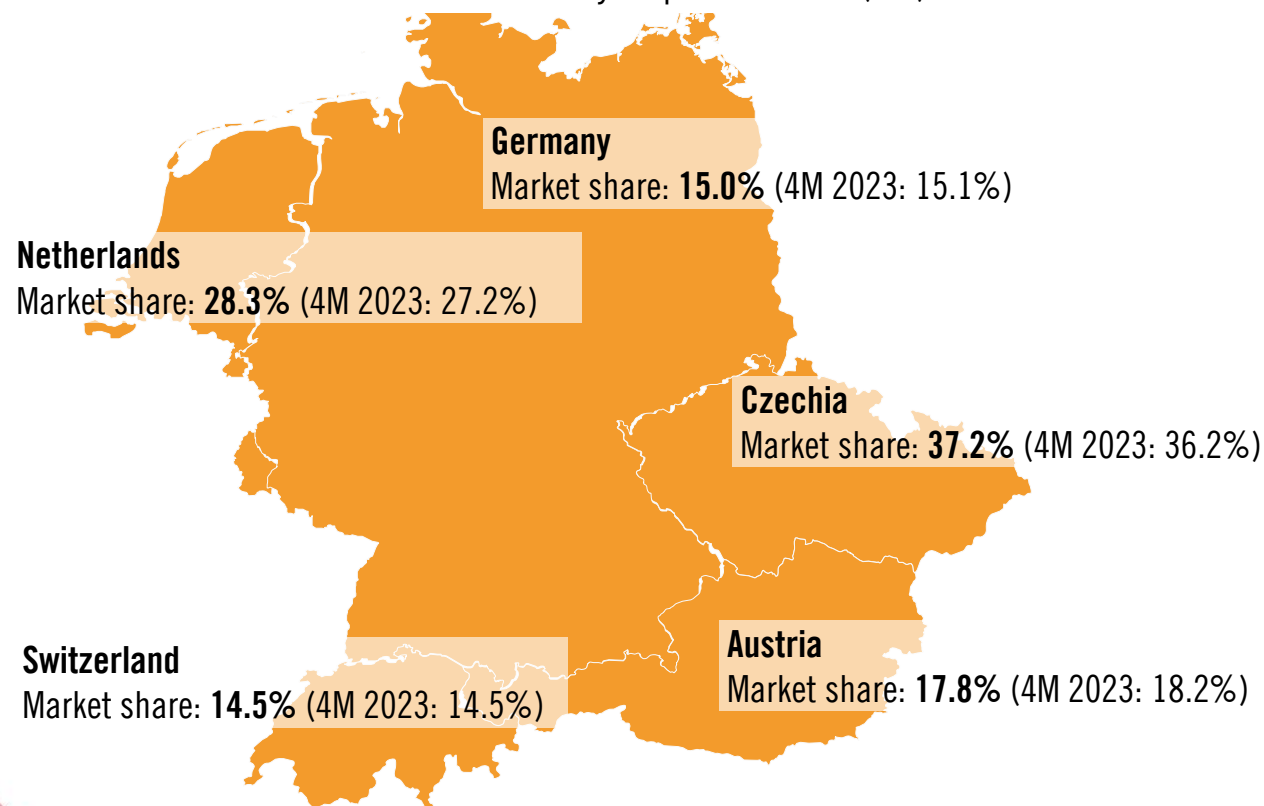 Germany
Market share: 15.0% (4M 2023: 15.1%)
Netherlands
Market share: 28.3% (4M 2023: 27.2%)
Czechia
Market share: 37.2% (4M 2023: 36.2%)
Austria
Market share: 17.8% (4M 2023: 18.2%)
Switzerland
Market share: 14.5% (4M 2023: 14.5%)